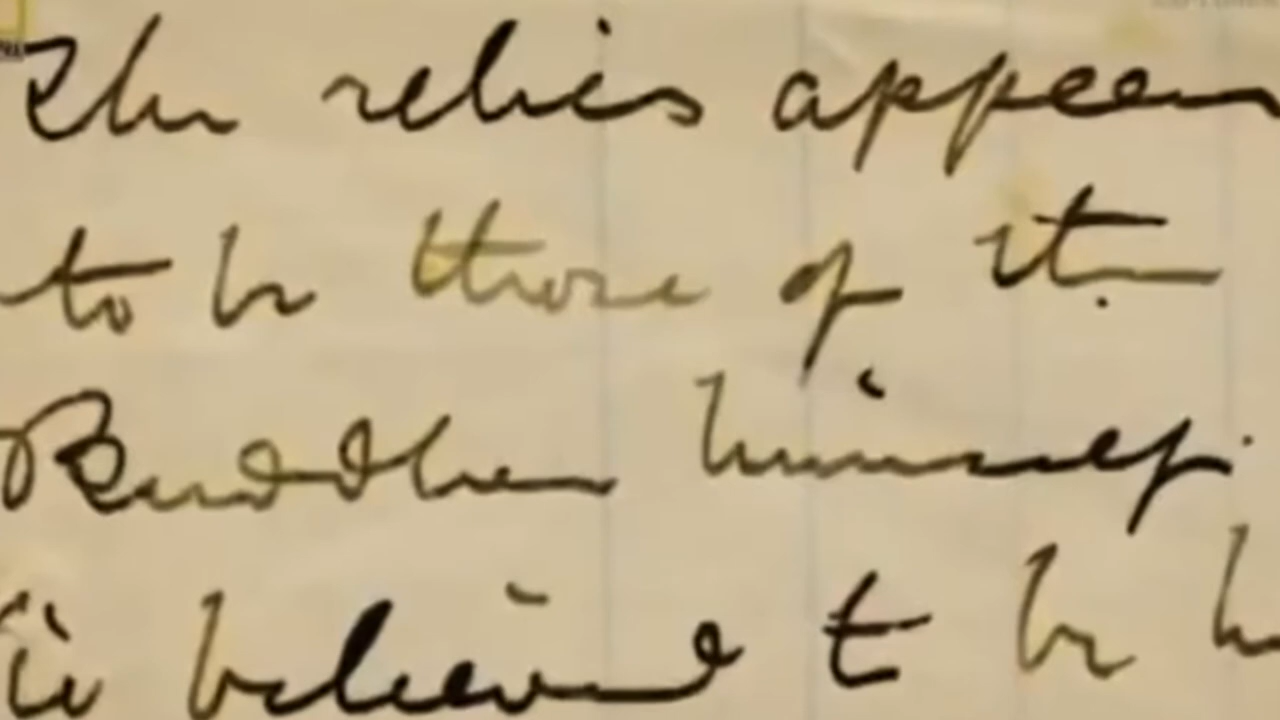 The relics appear
to be those of the
Buddha himself.
is believed to be